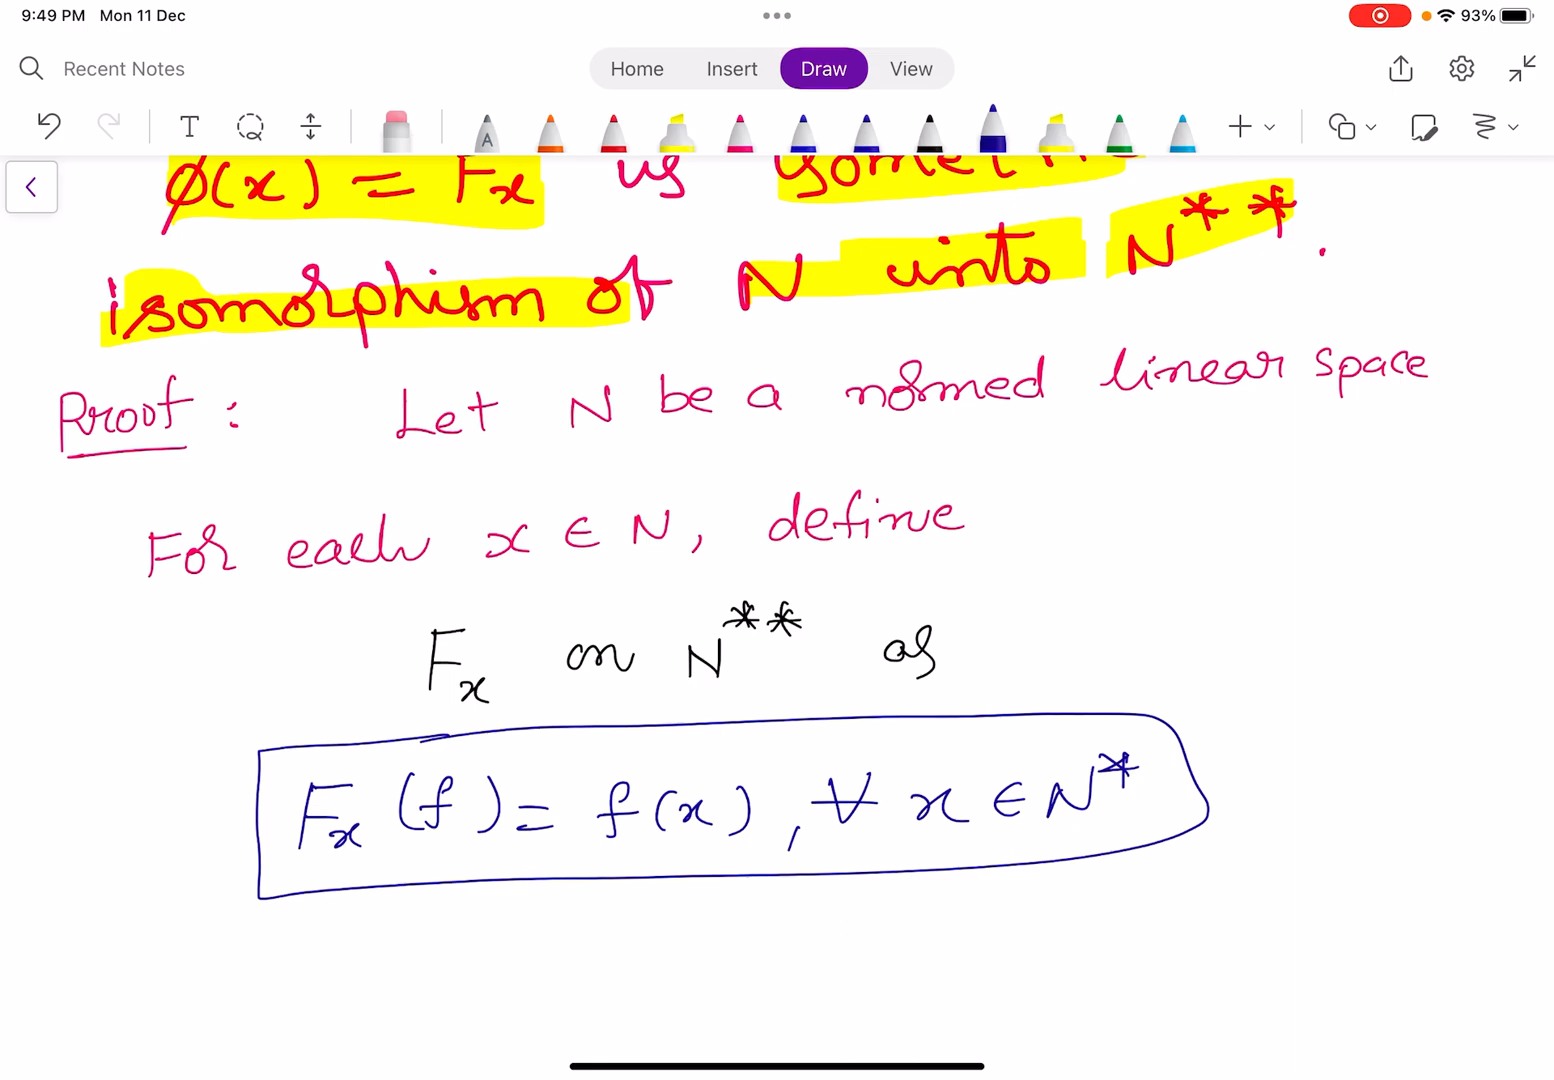 9:49 PM Mon 11 Dec
93%
Recent Notes
Home Insert Draw View
T A
φ(x) = Fx is
isomorphism of N into N**.
Proof : Let N be a normed linear space
For each x ∈ N, define
Fx on N** as
Fx (f) = f(x), ∀ x ∈ N*